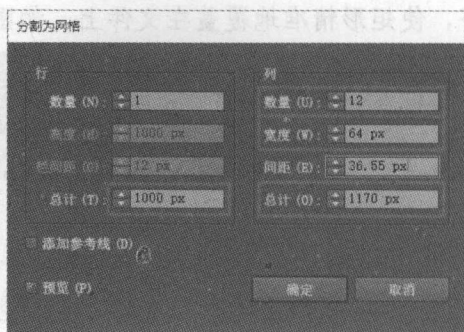 分割为网格
行
数量 (N): 1
高度 (H): 1000 px
栏间距 (G): 12 px
总计 (T): 1000 px
列
数量 (U): 12
宽度 (W): 64 px
间距 (E): 36.55 px
总计 (O): 1170 px
添加参考线 (D)
预览 (P)
确定
取消